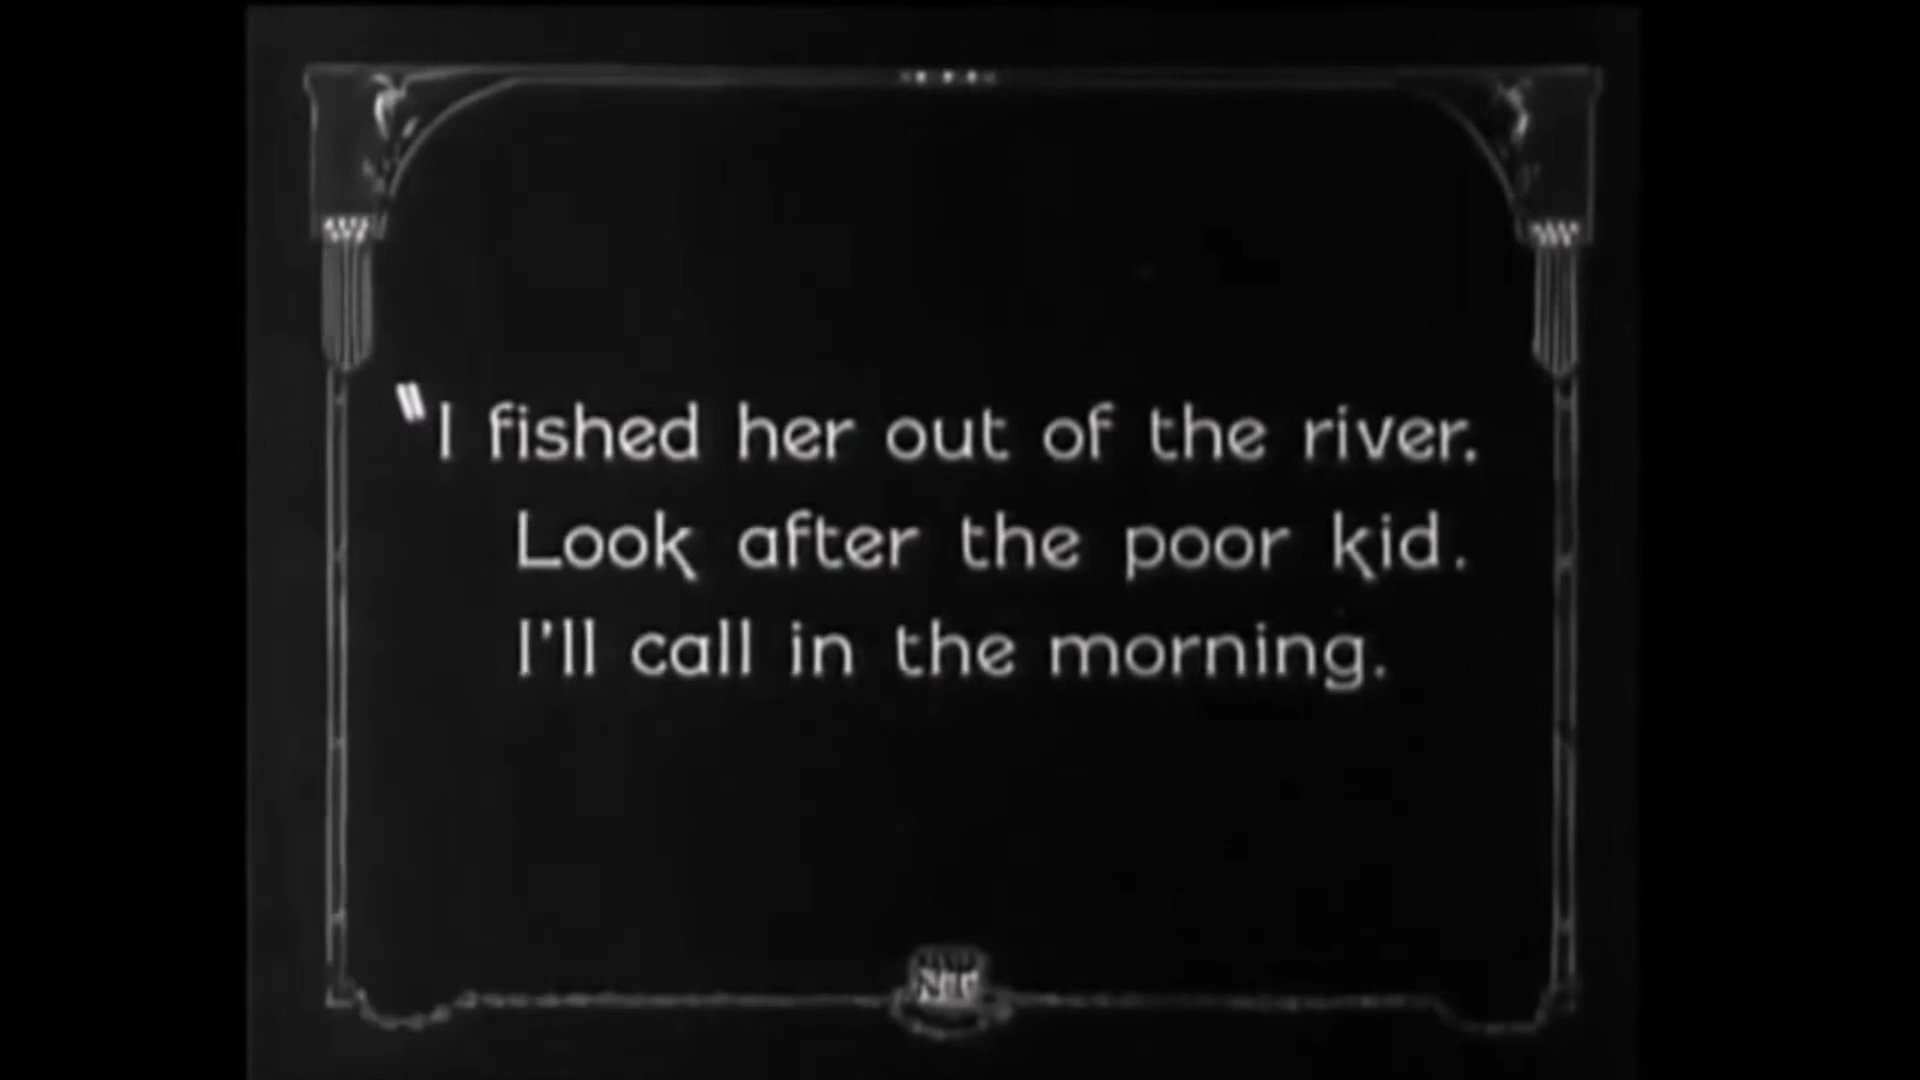 "I fished her out of the river.
Look after the poor kid.
I'll call in the morning.